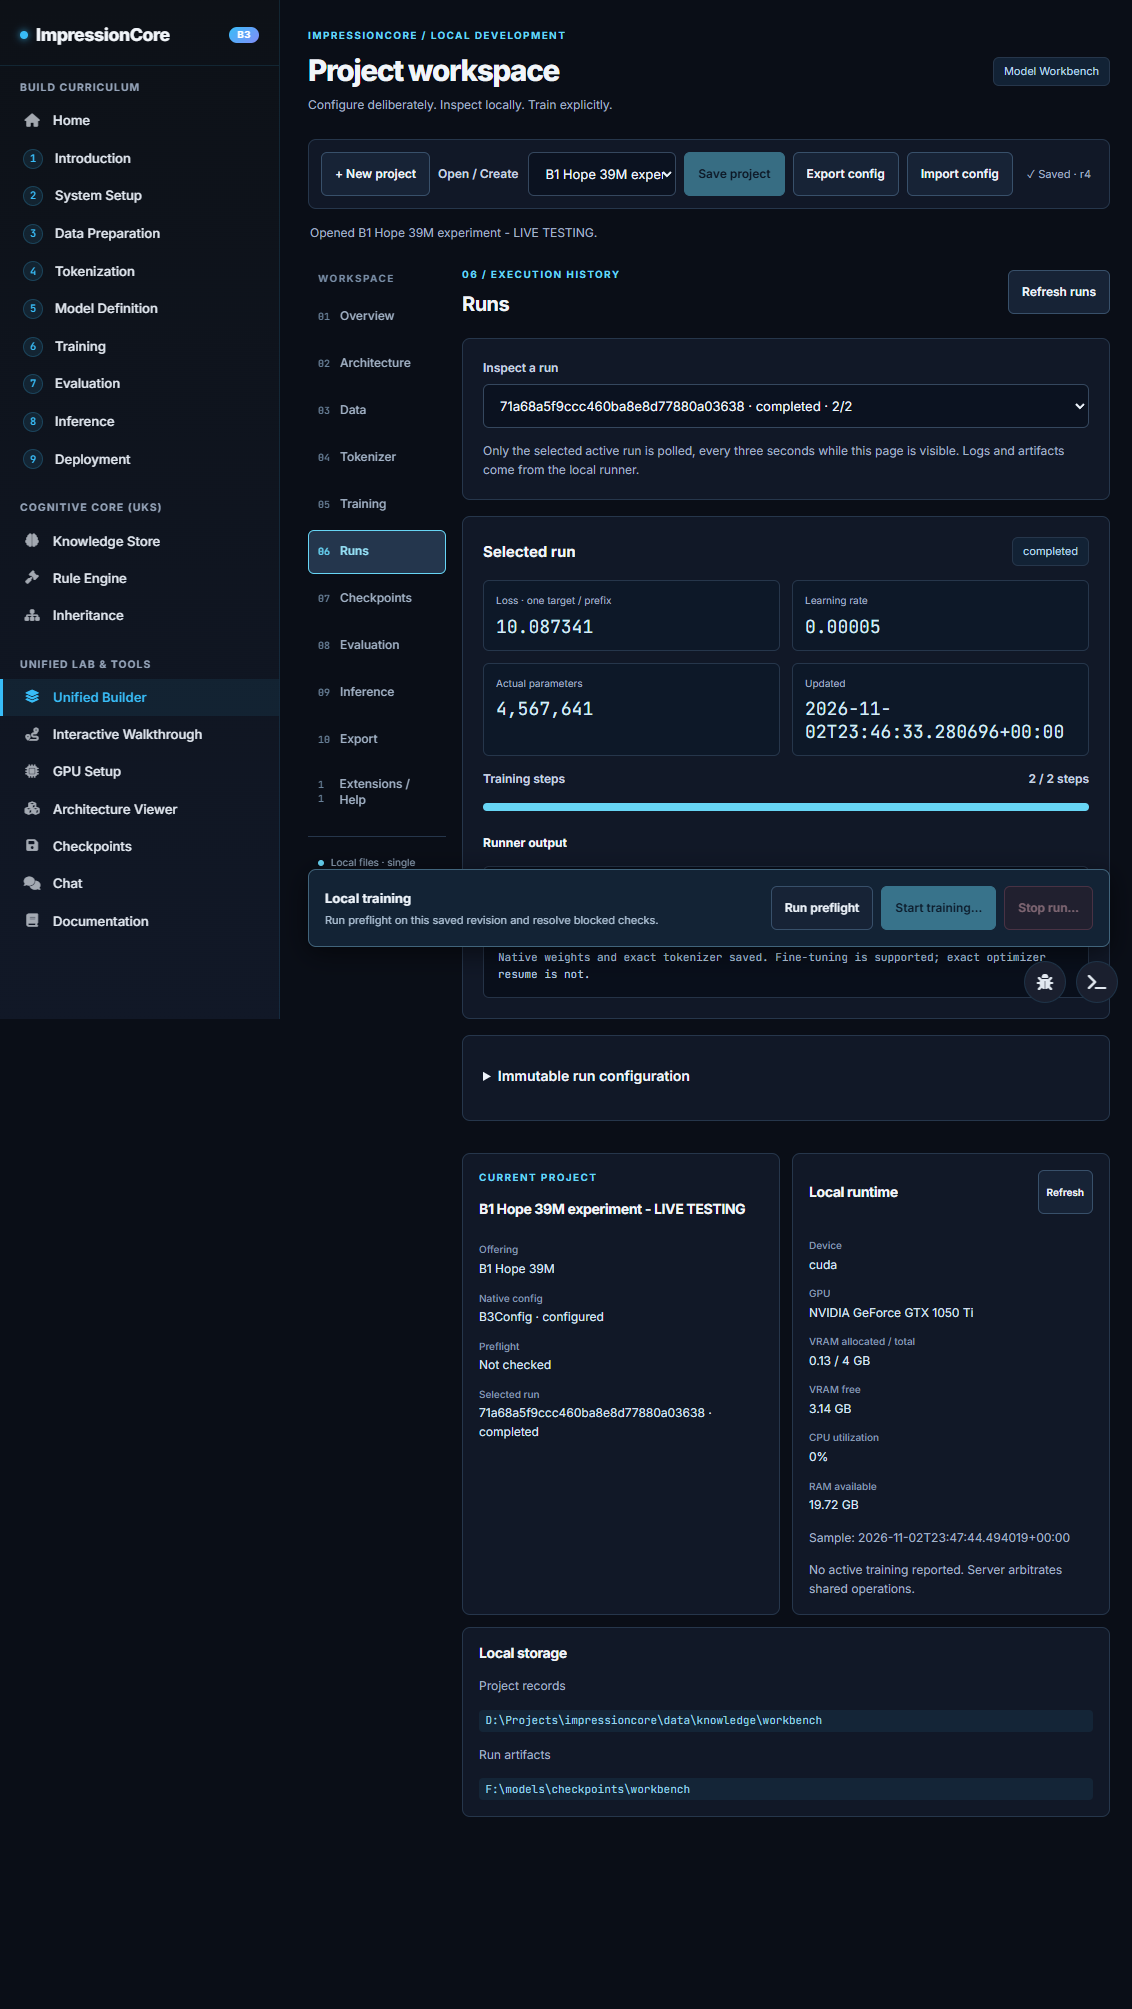 ImpressionCore
B3
BUILD CURRICULUM
Home
1 Introduction
2 System Setup
3 Data Preparation
4 Tokenization
5 Model Definition
6 Training
7 Evaluation
8 Inference
9 Deployment
COGNITIVE CORE (UKS)
Knowledge Store
Rule Engine
Inheritance
UNIFIED LAB & TOOLS
Unified Builder
Interactive Walkthrough
GPU Setup
Architecture Viewer
Checkpoints
Chat
Documentation
IMPRESSIONCORE / LOCAL DEVELOPMENT
Project workspace
Configure deliberately. Inspect locally. Train explicitly.
Model Workbench
+ New project
Open / Create
B1 Hope 39M exper
Save project
Export config
Import config
✓ Saved · r4
Opened B1 Hope 39M experiment - LIVE TESTING.
WORKSPACE
01 Overview
02 Architecture
03 Data
04 Tokenizer
05 Training
06 Runs
07 Checkpoints
08 Evaluation
09 Inference
10 Export
11 Extensions /
Help
Local files · single
06 / EXECUTION HISTORY
Runs
Refresh runs
Inspect a run
71a68a5f9ccc460ba8e8d77880a03638 · completed · 2/2
Only the selected active run is polled, every three seconds while this page is visible. Logs and artifacts
come from the local runner.
Selected run
completed
Loss · one target / prefix
10.087341
Learning rate
0.00005
Actual parameters
4,567,641
Updated
2026-11-
02T23:46:33.280696+00:00
Training steps
2 / 2 steps
Runner output
Local training
Run preflight on this saved revision and resolve blocked checks.
Run preflight
Start training...
Stop run...
Native weights and exact tokenizer saved. Fine-tuning is supported; exact optimizer
resume is not.
▶ Immutable run configuration
CURRENT PROJECT
B1 Hope 39M experiment - LIVE TESTING
Offering
B1 Hope 39M
Native config
B3Config · configured
Preflight
Not checked
Selected run
71a68a5f9ccc460ba8e8d77880a03638 ·
completed
Local runtime
Refresh
Device
cuda
GPU
NVIDIA GeForce GTX 1050 Ti
VRAM allocated / total
0.13 / 4 GB
VRAM free
3.14 GB
CPU utilization
0%
RAM available
19.72 GB
Sample: 2026-11-02T23:47:44.494019+00:00
No active training reported. Server arbitrates
shared operations.
Local storage
Project records
D:\Projects\impressioncore\data\knowledge\workbench
Run artifacts
F:\models\checkpoints\workbench